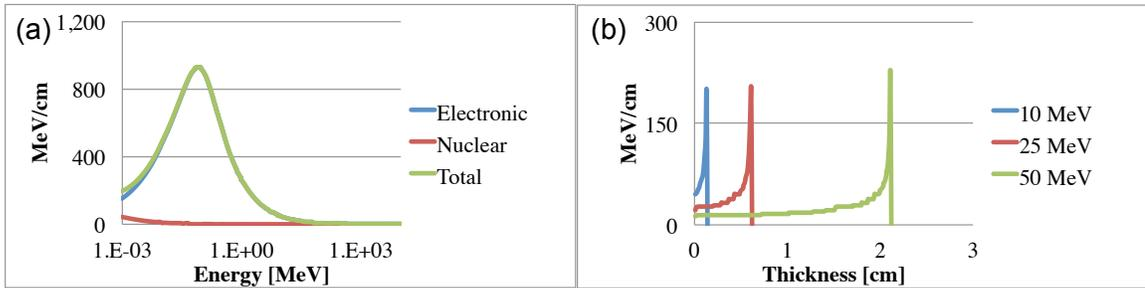 (a)
1,200
800
400
0
MeV/cm
1.E-03 1.E+00 1.E+03
Energy [MeV]
Electronic
Nuclear
Total
(b)
300
150
0
MeV/cm
0 1 2 3
Thickness [cm]
10 MeV
25 MeV
50 MeV